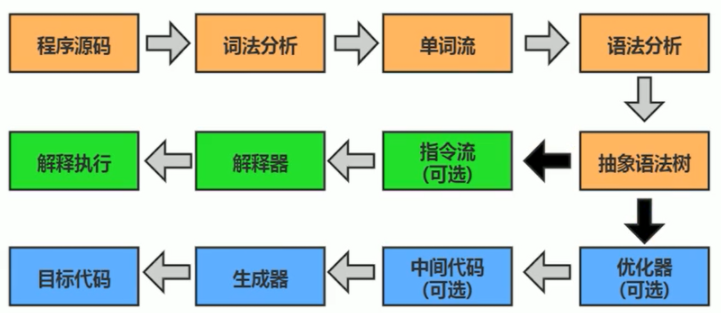 程序源码
词法分析
单词流
语法分析
解释执行
解释器
指令流
(可选)
抽象语法树
目标代码
生成器
中间代码
(可选)
优化器
(可选)